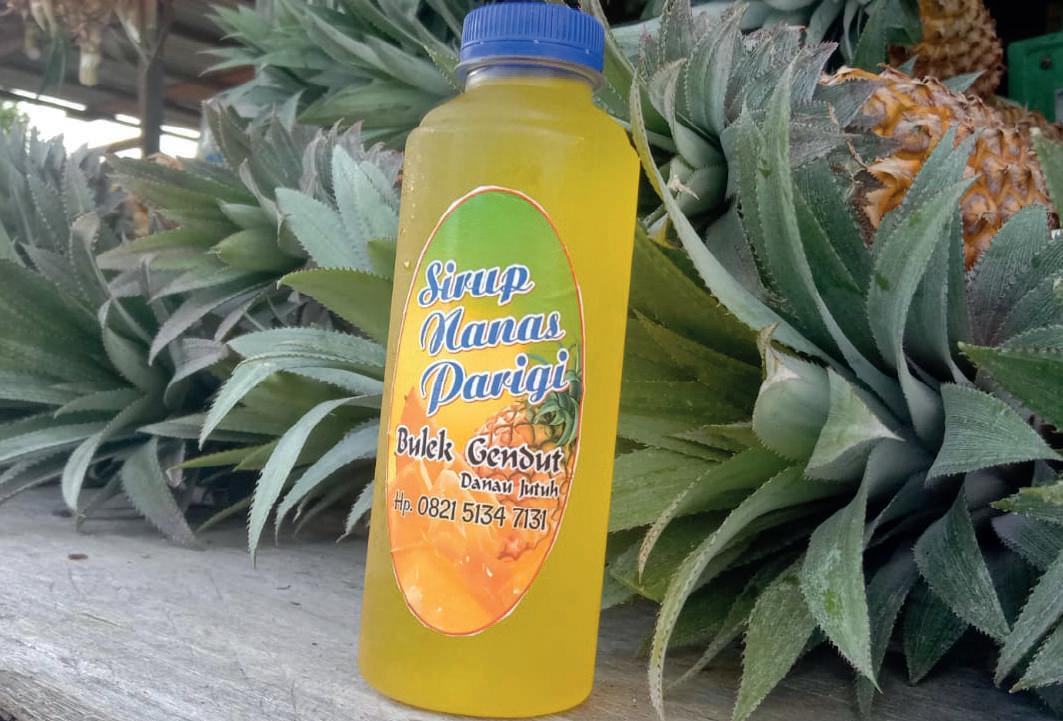 Sirup
Nanas
Parigi
Bulek Gendut
Danau Jutuh
Hp. 0821 5134 7131